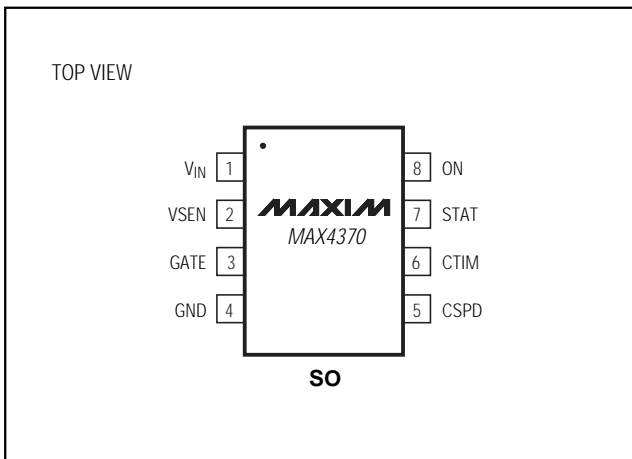 TOP VIEW
VIN 1
VSEN 2
GATE 3
GND 4
MAXIM
MAX4370
8 ON
7 STAT
6 CTIM
5 CSPD
SO